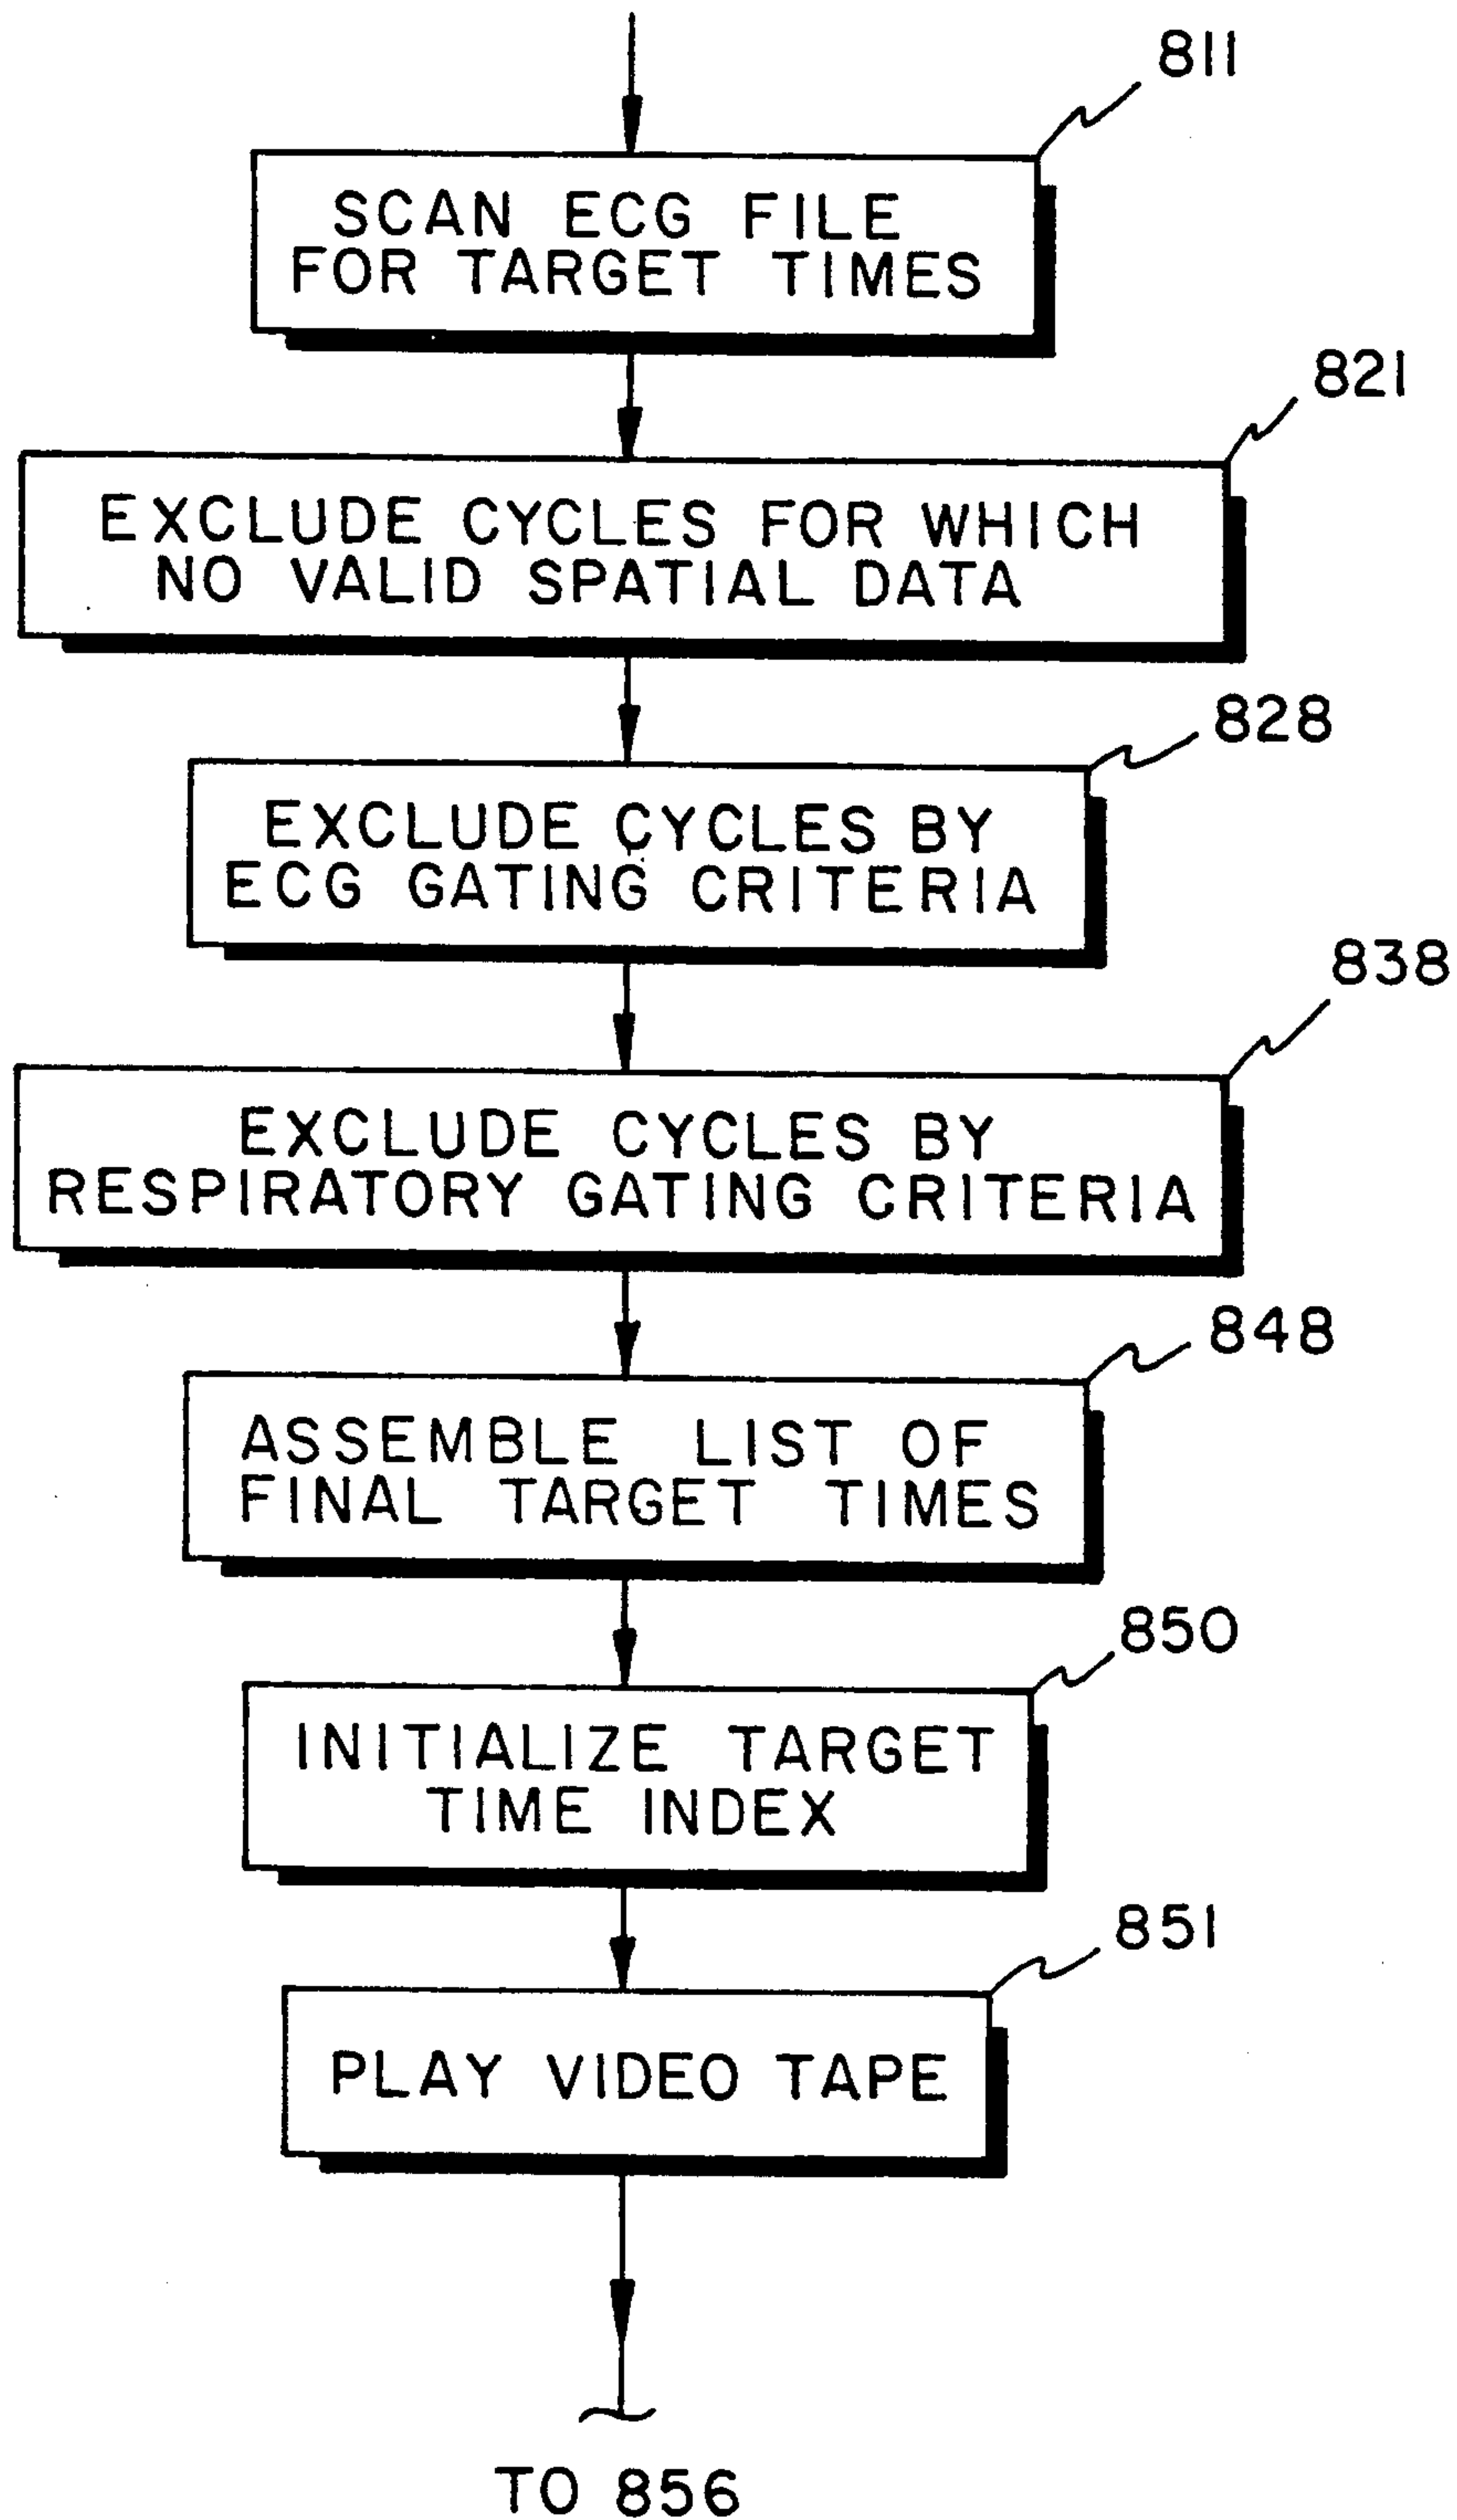 811
SCAN ECG FILE
FOR TARGET TIMES
821
EXCLUDE CYCLES FOR WHICH
NO VALID SPATIAL DATA
828
EXCLUDE CYCLES BY
ECG GATING CRITERIA
838
EXCLUDE CYCLES BY
RESPIRATORY GATING CRITERIA
848
ASSEMBLE LIST OF
FINAL TARGET TIMES
850
INITIALIZE TARGET
TIME INDEX
851
PLAY VIDEO TAPE
TO 856